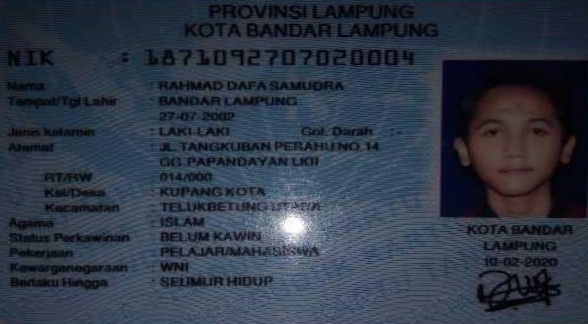 PROVINSI LAMPUNG
KOTA BANDAR LAMPUNG
NIK : 1871092707020004
Nama : RAHMAD DAFA SAMUDRA
Tempat/Tgl Lahir : BANDAR LAMPUNG
27-07-2002
Jenis kelamin : LAKI-LAKI Gol. Darah : -
Alamat : JL TANGKUBAN PERAHU NO. 14
GG. PAPANDAYAN LK II
RT/RW : 014/000
Kel/Desa : KUPANG KOTA
Kecamatan : TELUKBETUNG UTARA
Agama : ISLAM
Status Perkawinan : BELUM KAWIN
Pekerjaan : PELAJAR/MAHASISWA
Kewarganegaraan : WNI
Berlaku Hingga : SEUMUR HIDUP
KOTA BANDAR
LAMPUNG
10-02-2020